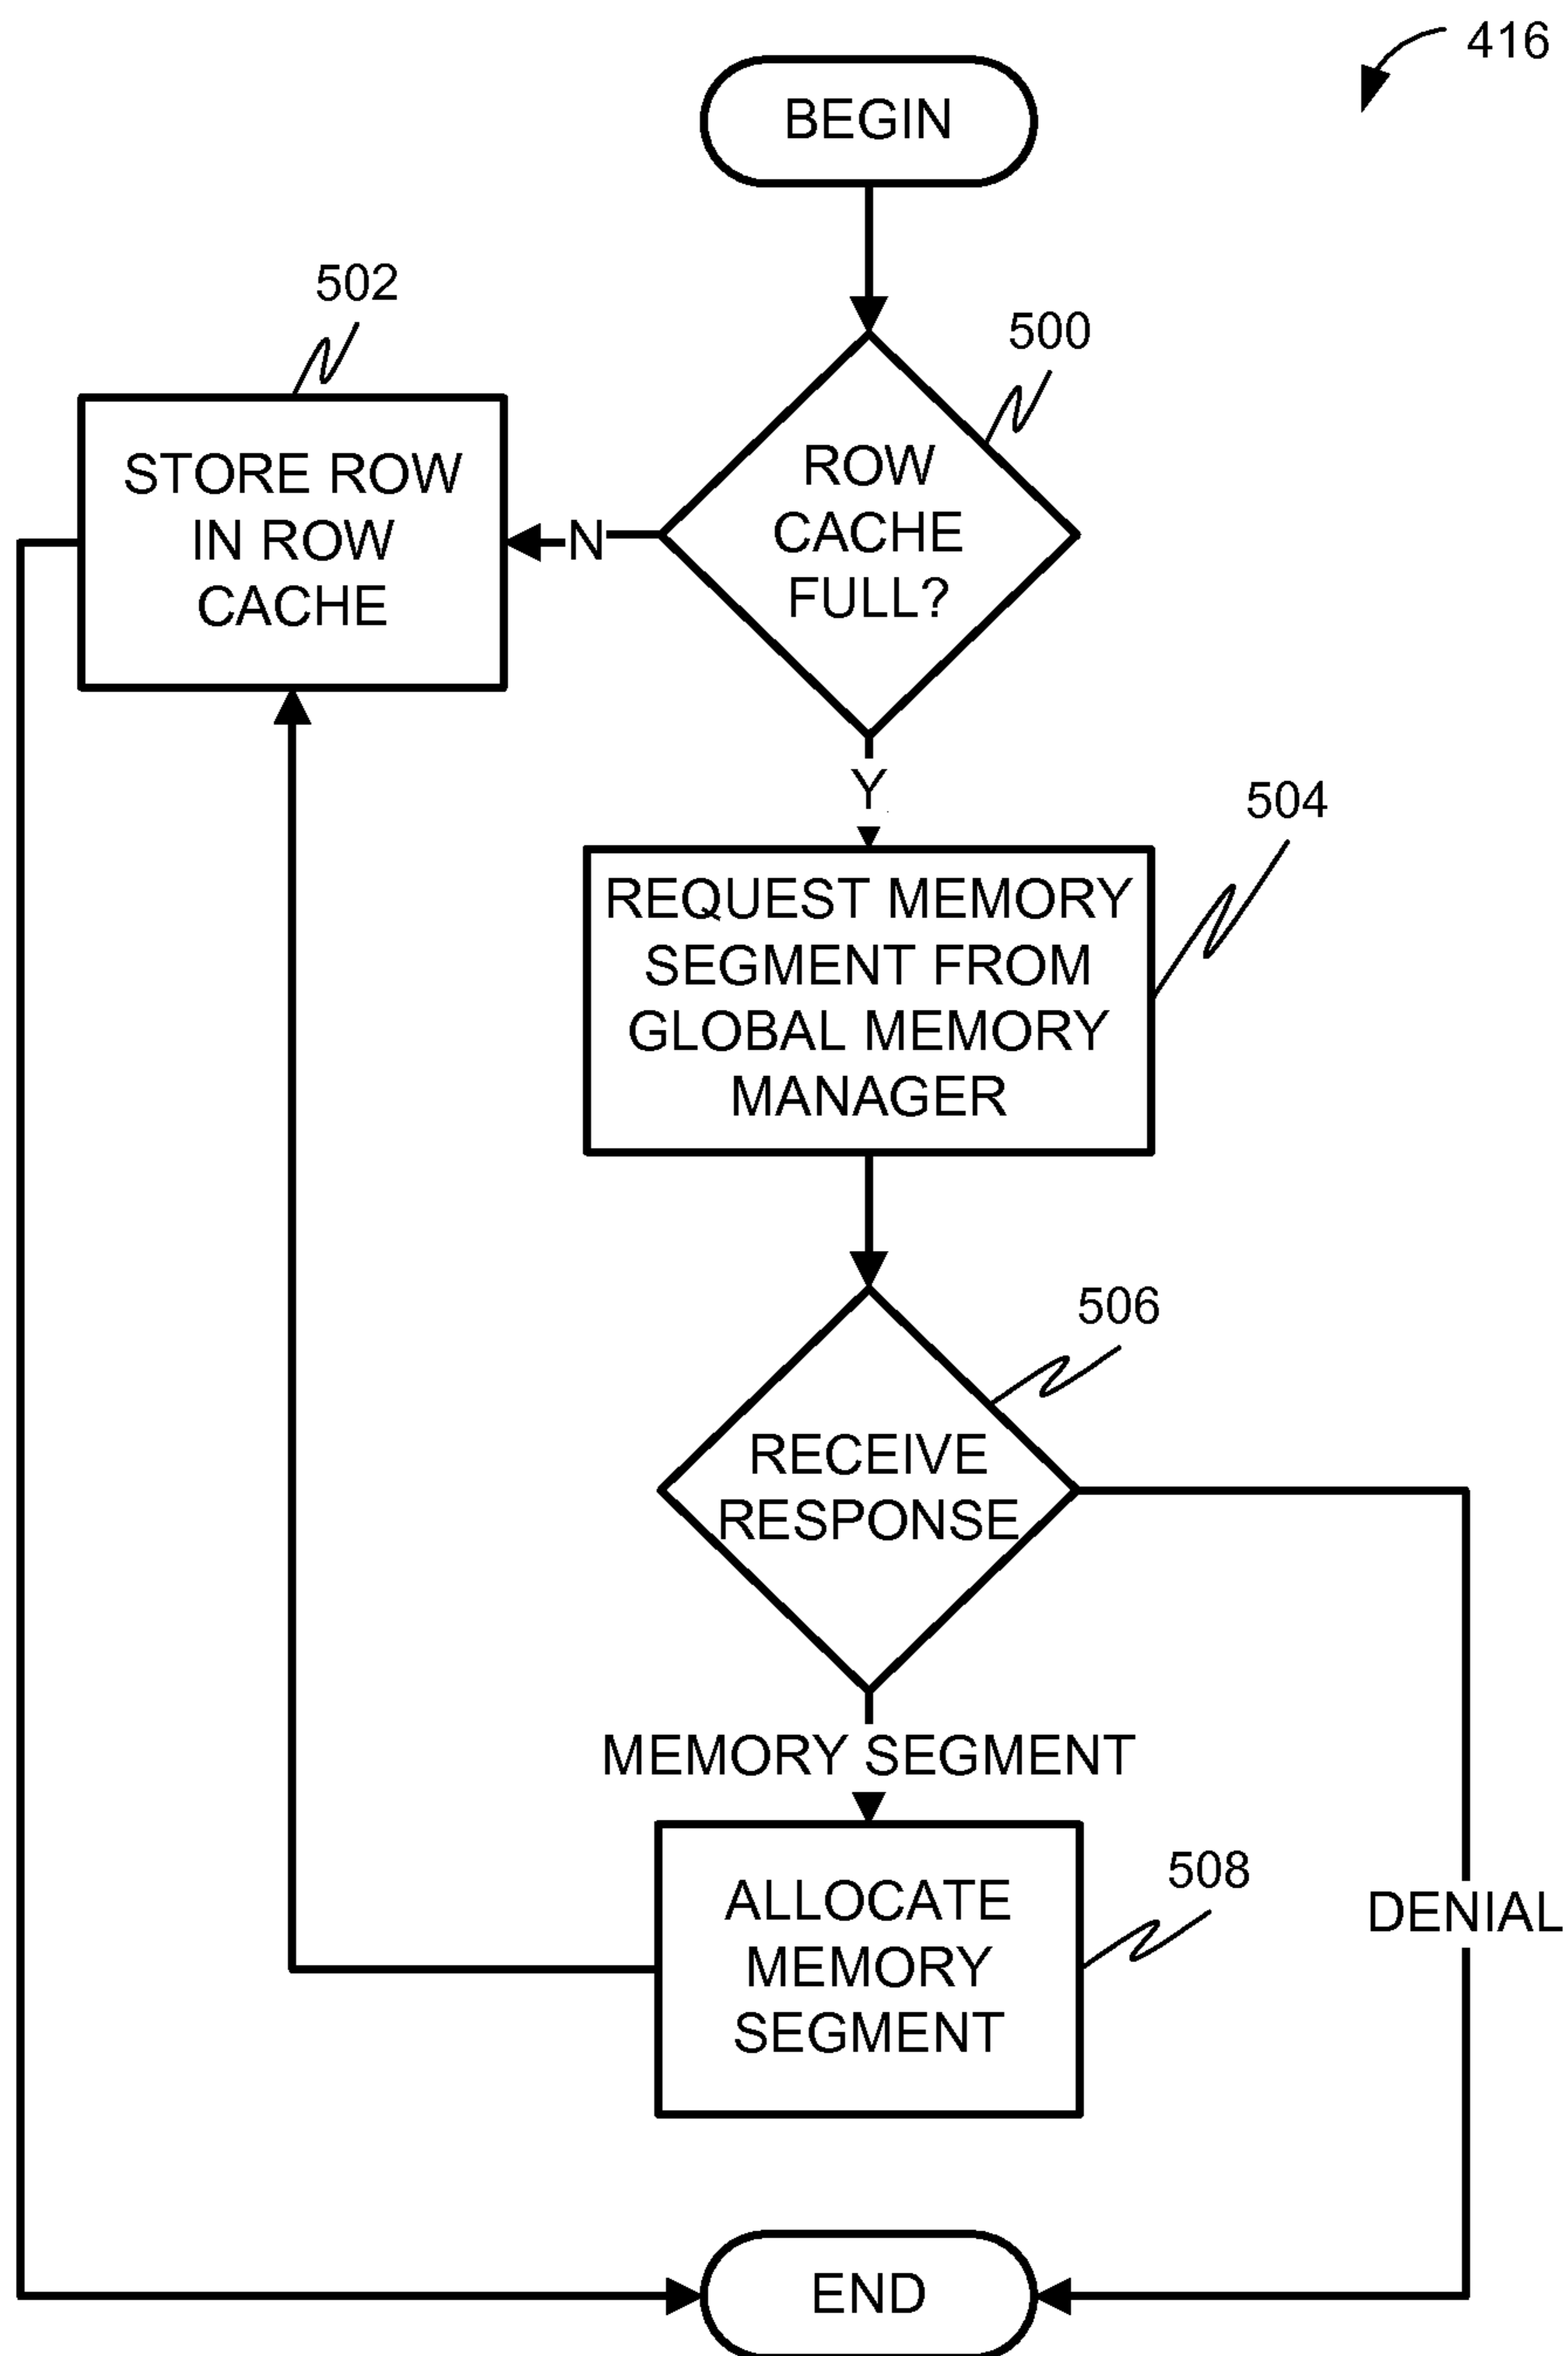 416
BEGIN
502
500
STORE ROW
IN ROW
CACHE
N
ROW
CACHE
FULL?
Y
504
REQUEST MEMORY
SEGMENT FROM
GLOBAL MEMORY
MANAGER
506
RECEIVE
RESPONSE
MEMORY SEGMENT
508
ALLOCATE
MEMORY
SEGMENT
DENIAL
END